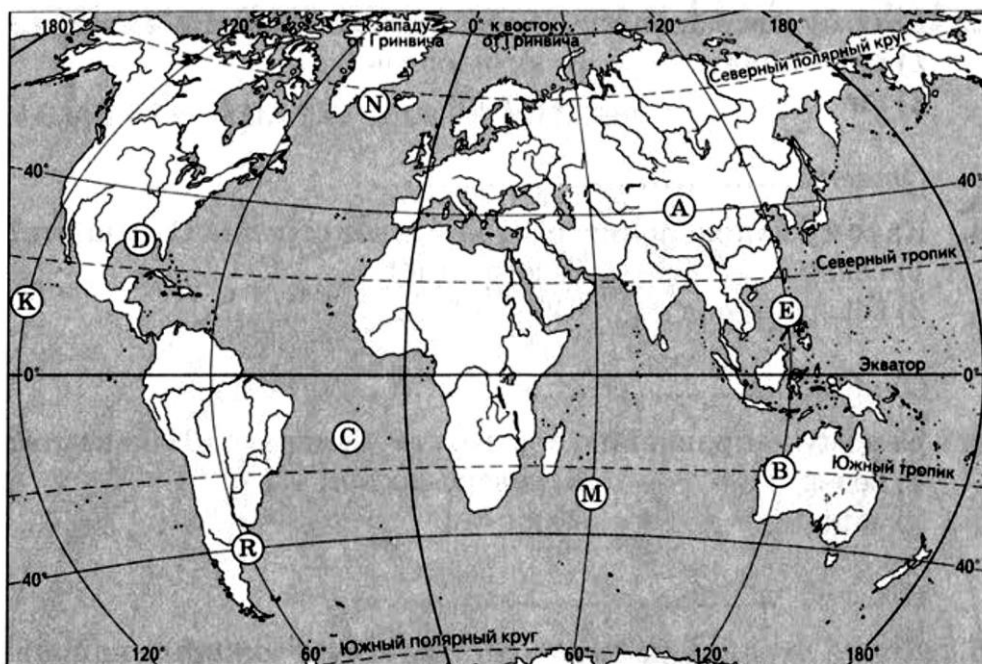 180° 120° к западу 0° к востоку 120° 180°
от Гринвича от Гринвича
Северный полярный круг
N
40° 40°
A
D
Северный тропик
K
E
Экватор
0° 0°
C
Южный тропик
B
M
R
40° 40°
Южный полярный круг
120° 60° 60° 120° 180°